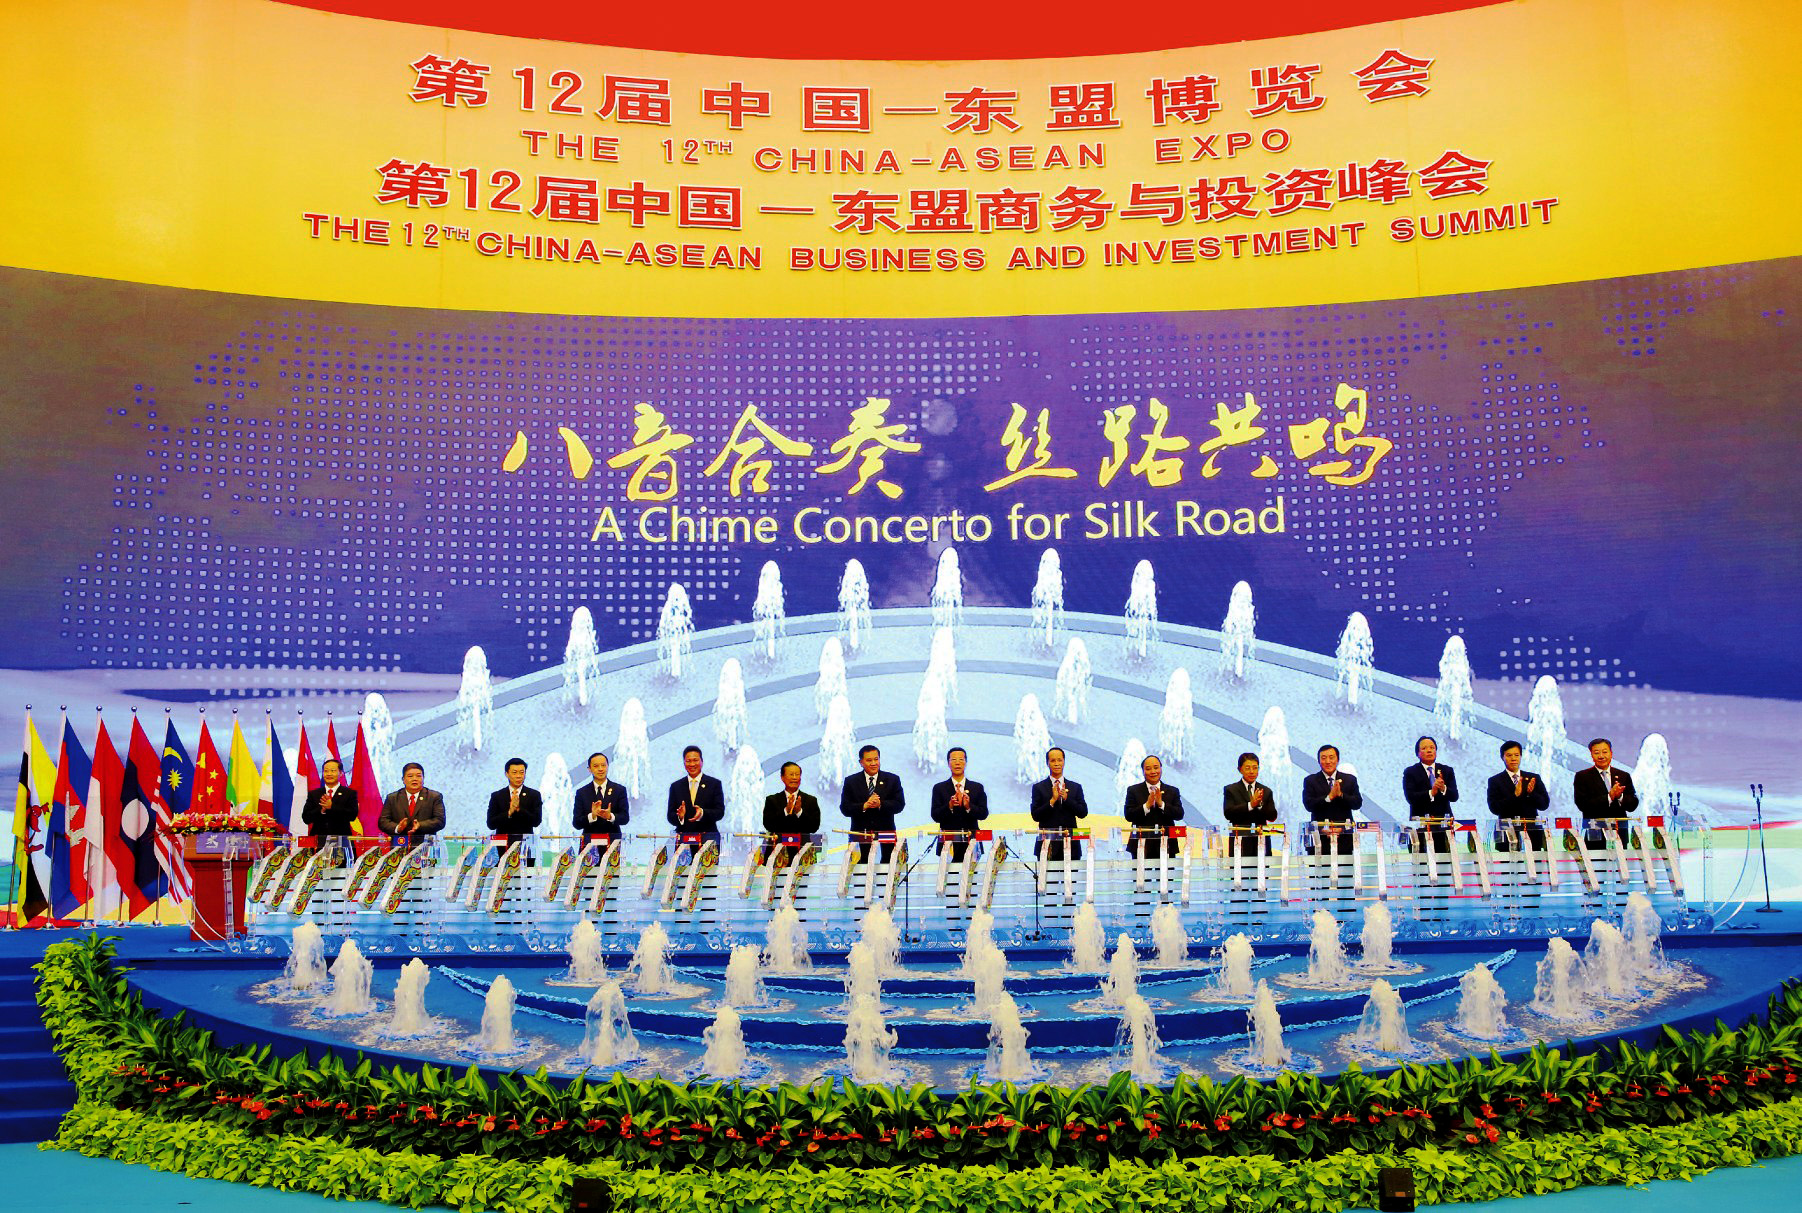 第12届中国—东盟博览会
THE 12TH CHINA-ASEAN EXPO
第12届中国—东盟商务与投资峰会
THE 12TH CHINA-ASEAN BUSINESS AND INVESTMENT SUMMIT
八音合奏 丝路共鸣
A Chime Concerto for Silk Road